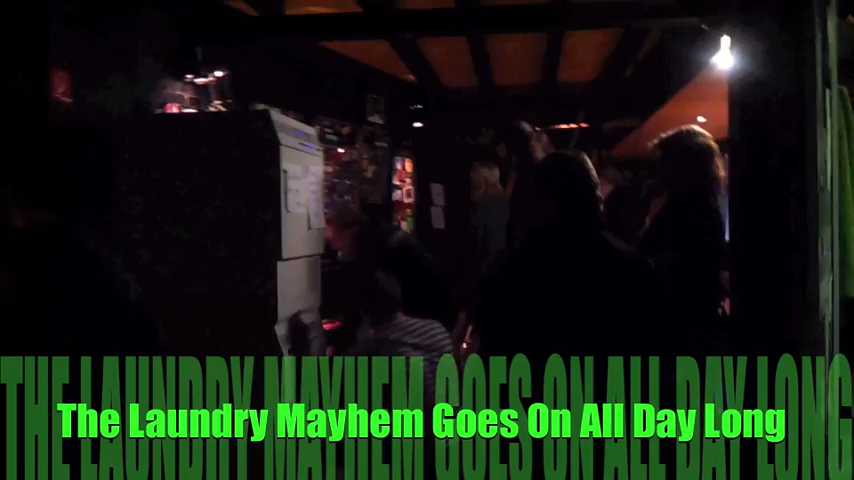 THE LAUNDRY MAYHEM GOES ON ALL DAY LONG
The Laundry Mayhem Goes On All Day Long